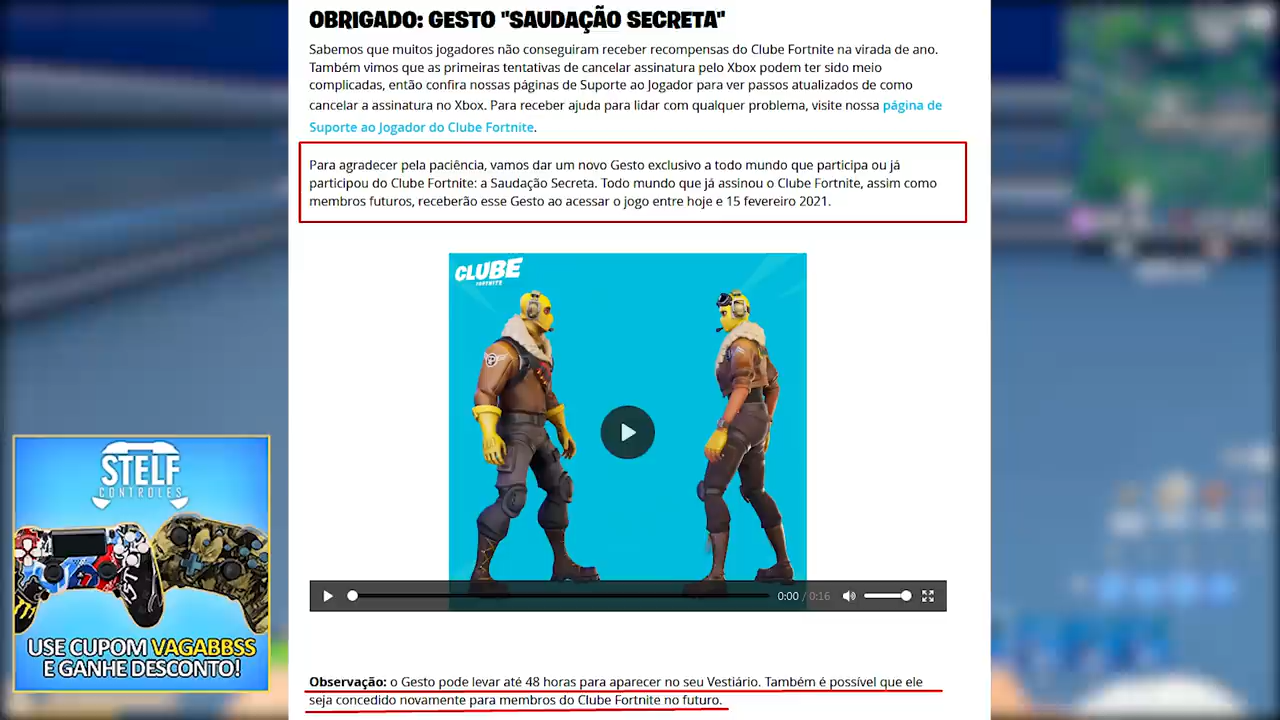 OBRIGADO: GESTO "SAUDAÇÃO SECRETA"
Sabemos que muitos jogadores não conseguiram receber recompensas do Clube Fortnite na virada de ano.
Também vimos que as primeiras tentativas de cancelar assinatura pelo Xbox podem ter sido meio
complicadas, então confira nossas páginas de Suporte ao Jogador para ver passos atualizados de como
cancelar a assinatura no Xbox. Para receber ajuda para lidar com qualquer problema, visite nossa página de
Suporte ao Jogador do Clube Fortnite.
Para agradecer pela paciência, vamos dar um novo Gesto exclusivo a todo mundo que participa ou já
participou do Clube Fortnite: a Saudação Secreta. Todo mundo que já assinou o Clube Fortnite, assim como
membros futuros, receberão esse Gesto ao acessar o jogo entre hoje e 15 fevereiro 2021.
CLUBE
FORTNITE
STELF
CONTROLES
USE CUPOM VAGABBSS
E GANHE DESCONTO!
0:00 / 0:16
Observação: o Gesto pode levar até 48 horas para aparecer no seu Vestiário. Também é possível que ele
seja concedido novamente para membros do Clube Fortnite no futuro.